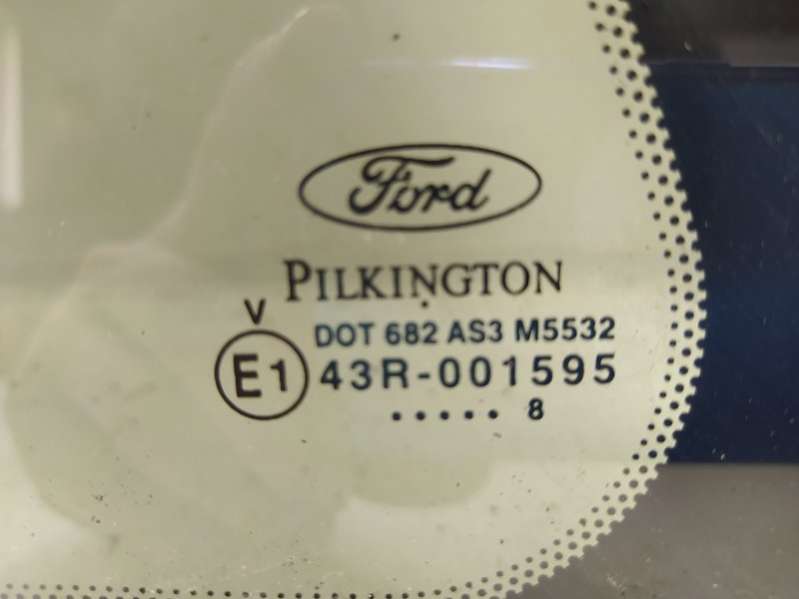 Ford
PILKINGTON
V
DOT 682 AS3 M5532
E1 43R-001595
..... 8